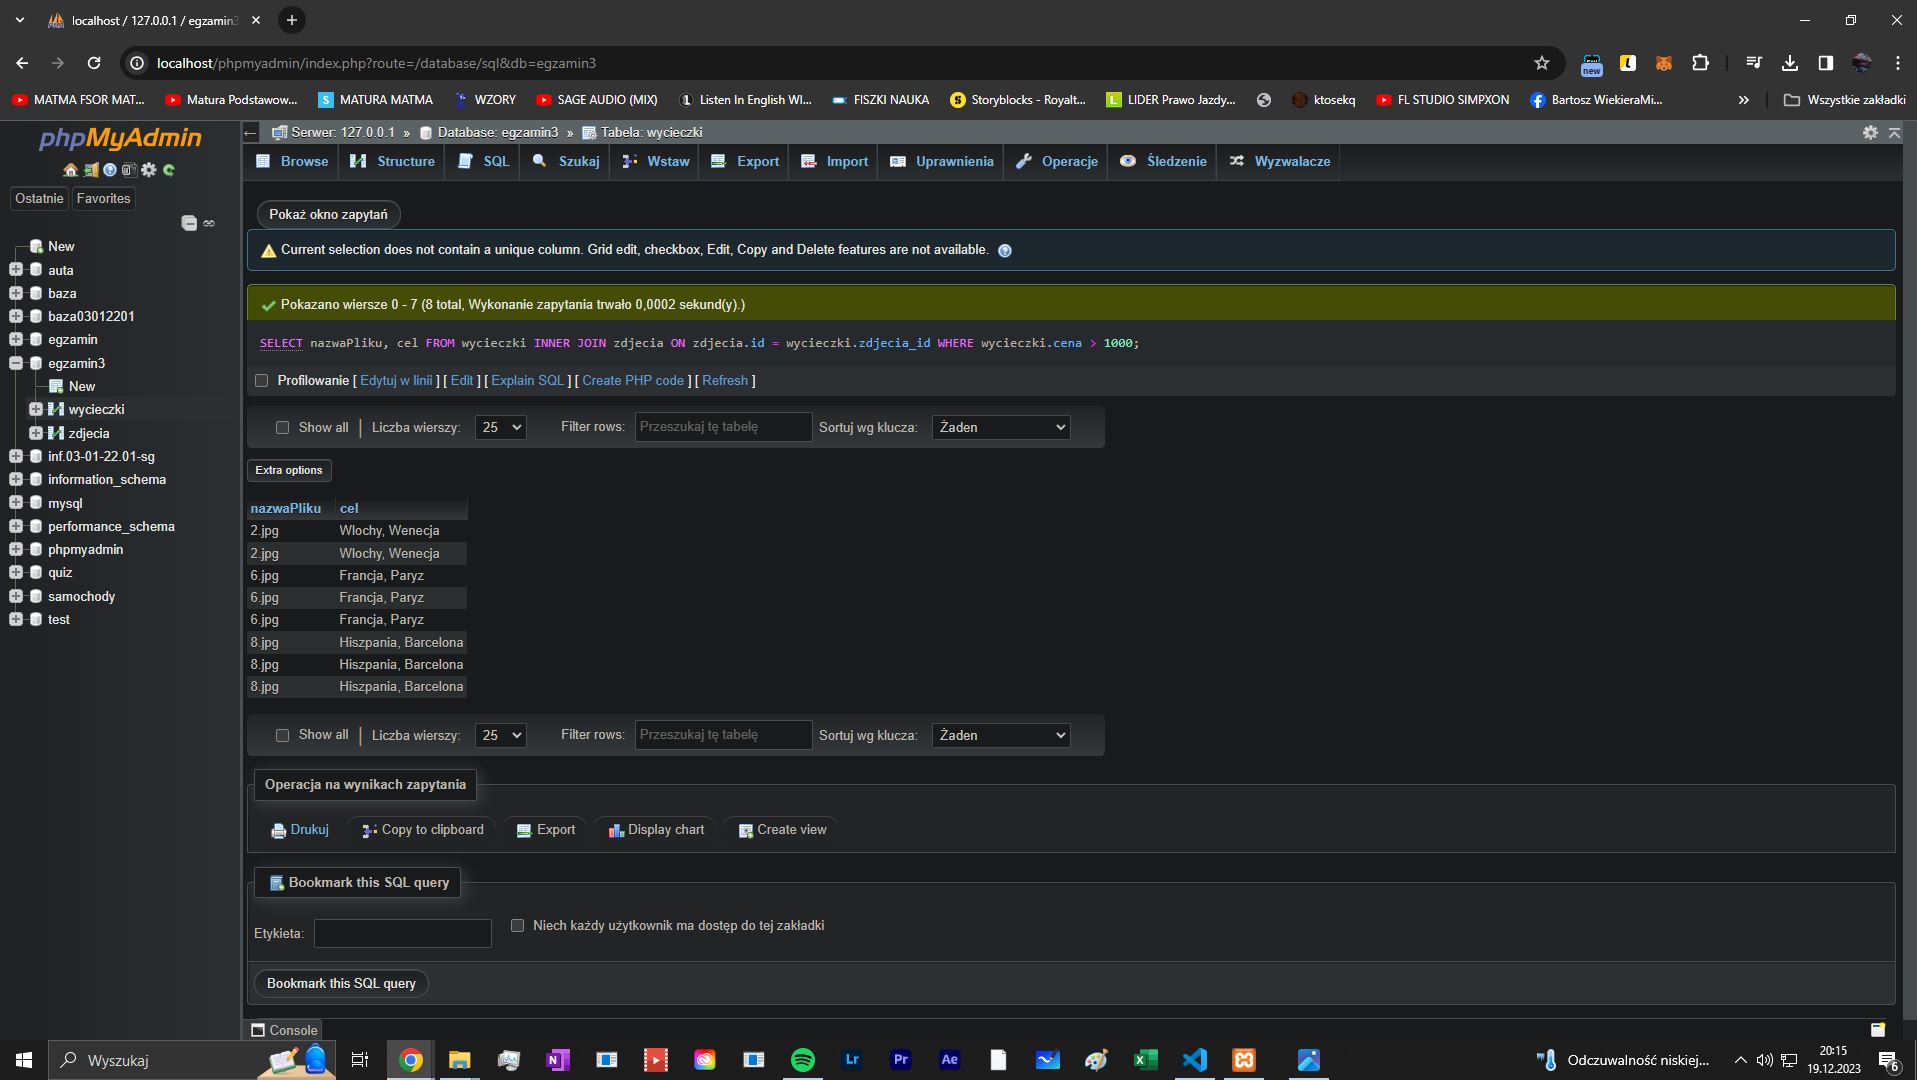 localhost / 127.0.0.1 / egzamin3
localhost/phpmyadmin/index.php?route=/database/sql&db=egzamin3
new
MATMA FSOR MAT...
Matura Podstawow...
MATURA MATMA
WZORY
SAGE AUDIO (MIX)
Listen In English WI...
FISZKI NAUKA
Storyblocks - Royalt...
LIDER Prawo Jazdy...
ktosekq
FL STUDIO SIMPXON
Bartosz WiekieraMi...
»
Wszystkie zakładki
phpMyAdmin
Ostatnie
Favorites
New
auta
baza
baza03012201
egzamin
egzamin3
New
wycieczki
zdjecia
inf.03-01-22.01-sg
information_schema
mysql
performance_schema
phpmyadmin
quiz
samochody
test
Serwer: 127.0.0.1 » Database: egzamin3 » Tabela: wycieczki
Browse
Structure
SQL
Szukaj
Wstaw
Export
Import
Uprawnienia
Operacje
Śledzenie
Wyzwalacze
Pokaż okno zapytań
Current selection does not contain a unique column. Grid edit, checkbox, Edit, Copy and Delete features are not available.
Pokazano wiersze 0 - 7 (8 total, Wykonanie zapytania trwało 0,0002 sekund(y).)
SELECT nazwaPliku, cel FROM wycieczki INNER JOIN zdjecia ON zdjecia.id = wycieczki.zdjecia_id WHERE wycieczki.cena > 1000;
Profilowanie [ Edytuj w linii ] [ Edit ] [ Explain SQL ] [ Create PHP code ] [ Refresh ]
Show all | Liczba wierszy: 25 Filter rows: Przeszukaj tę tabelę Sortuj wg klucza: Żaden
Extra options
nazwaPliku cel
2.jpg Wlochy, Wenecja
2.jpg Wlochy, Wenecja
6.jpg Francja, Paryz
6.jpg Francja, Paryz
6.jpg Francja, Paryz
8.jpg Hiszpania, Barcelona
8.jpg Hiszpania, Barcelona
8.jpg Hiszpania, Barcelona
Show all | Liczba wierszy: 25 Filter rows: Przeszukaj tę tabelę Sortuj wg klucza: Żaden
Operacja na wynikach zapytania
Drukuj
Copy to clipboard
Export
Display chart
Create view
Bookmark this SQL query
Etykieta:
Niech każdy użytkownik ma dostęp do tej zakładki
Bookmark this SQL query
Console
Wyszukaj
Lr
Pr
Ae
Odczuwalność niskiej...
20:15
19.12.2023
6